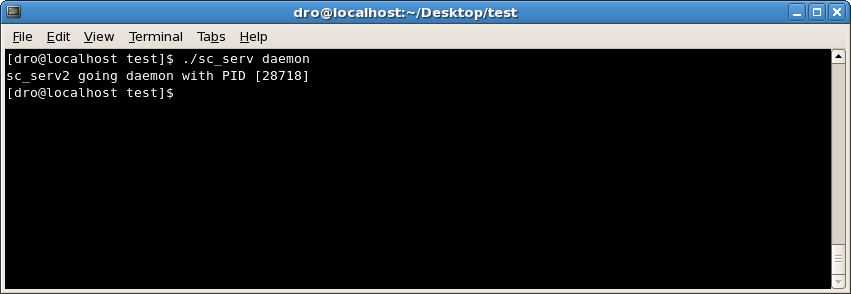 dro@localhost:~/Desktop/test
File Edit View Terminal Tabs Help
[dro@localhost test]$ ./sc_serv daemon
sc_serv2 going daemon with PID [28718]
[dro@localhost test]$